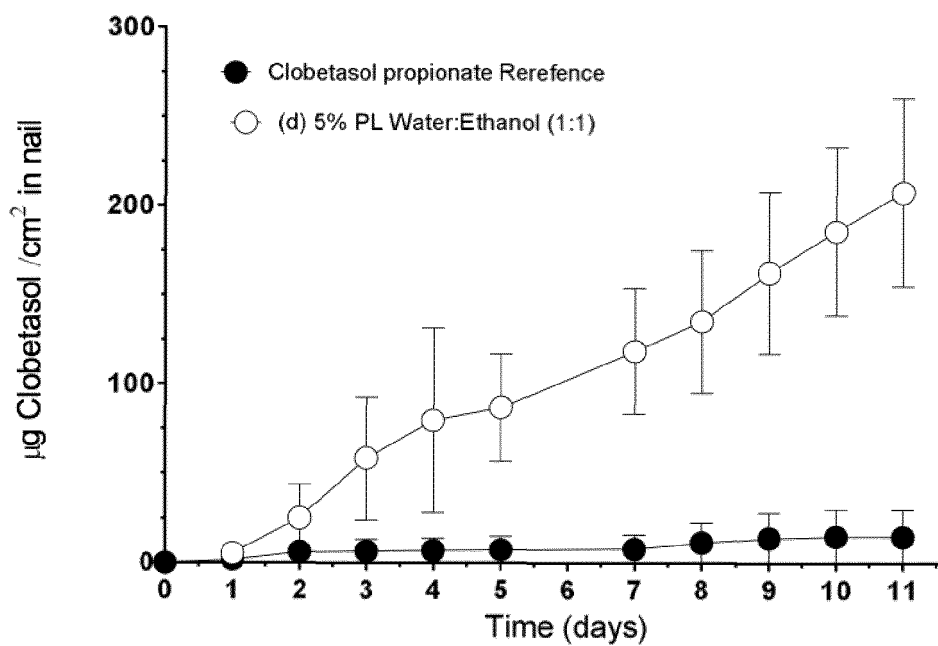 300
Clobetasol propionate Rerefence
(d) 5% PL Water:Ethanol (1:1)
200
100
0
µg Clobetasol /cm² in nail
0 1 2 3 4 5 6 7 8 9 10 11
Time (days)